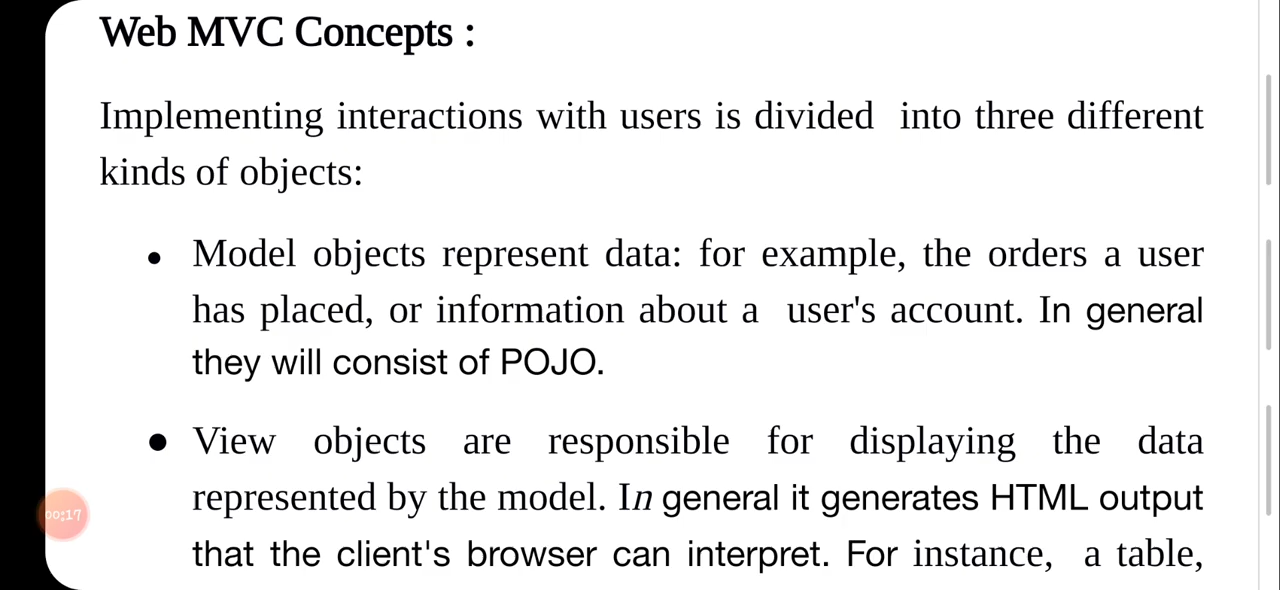 Web MVC Concepts :
Implementing interactions with users is divided into three different
kinds of objects:
● Model objects represent data: for example, the orders a user
has placed, or information about a user's account. In general
they will consist of POJO.
● View objects are responsible for displaying the data
represented by the model. In general it generates HTML output
that the client's browser can interpret. For instance, a table,
00:17